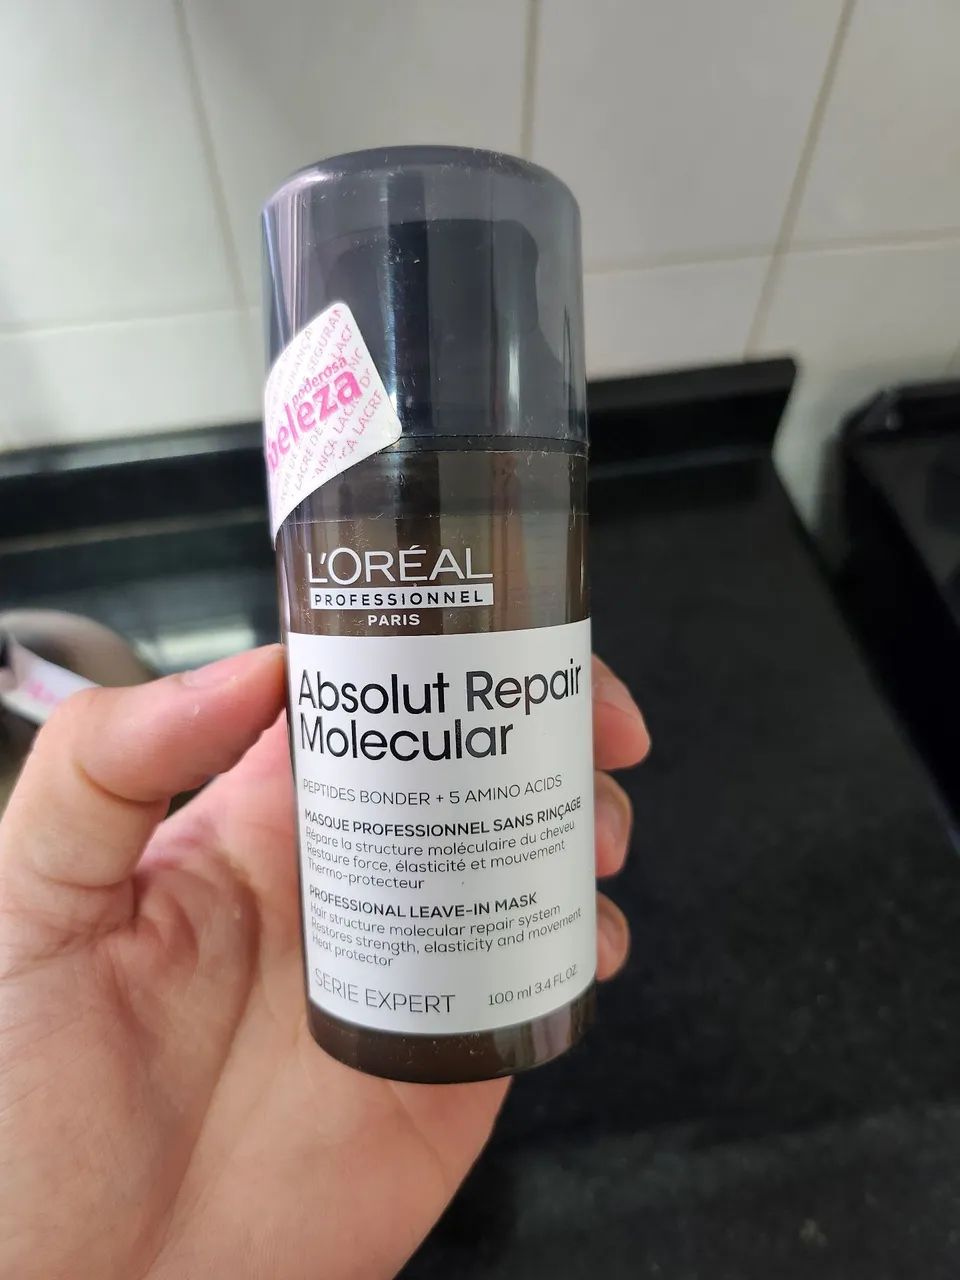 poderosa
beleza
L'ORÉAL
PROFESSIONNEL
PARIS
Absolut Repair
Molecular
PEPTIDES BONDER + 5 AMINO ACIDS
MASQUE PROFESSIONNEL SANS RINÇAGE
Répare la structure moléculaire du cheveu
Restaure force, élasticité et mouvement
Thermo-protecteur
PROFESSIONAL LEAVE-IN MASK
Hair structure molecular repair system
Restores strength, elasticity and movement
Heat protector
SERIE EXPERT
100 ml 3.4 FL.OZ